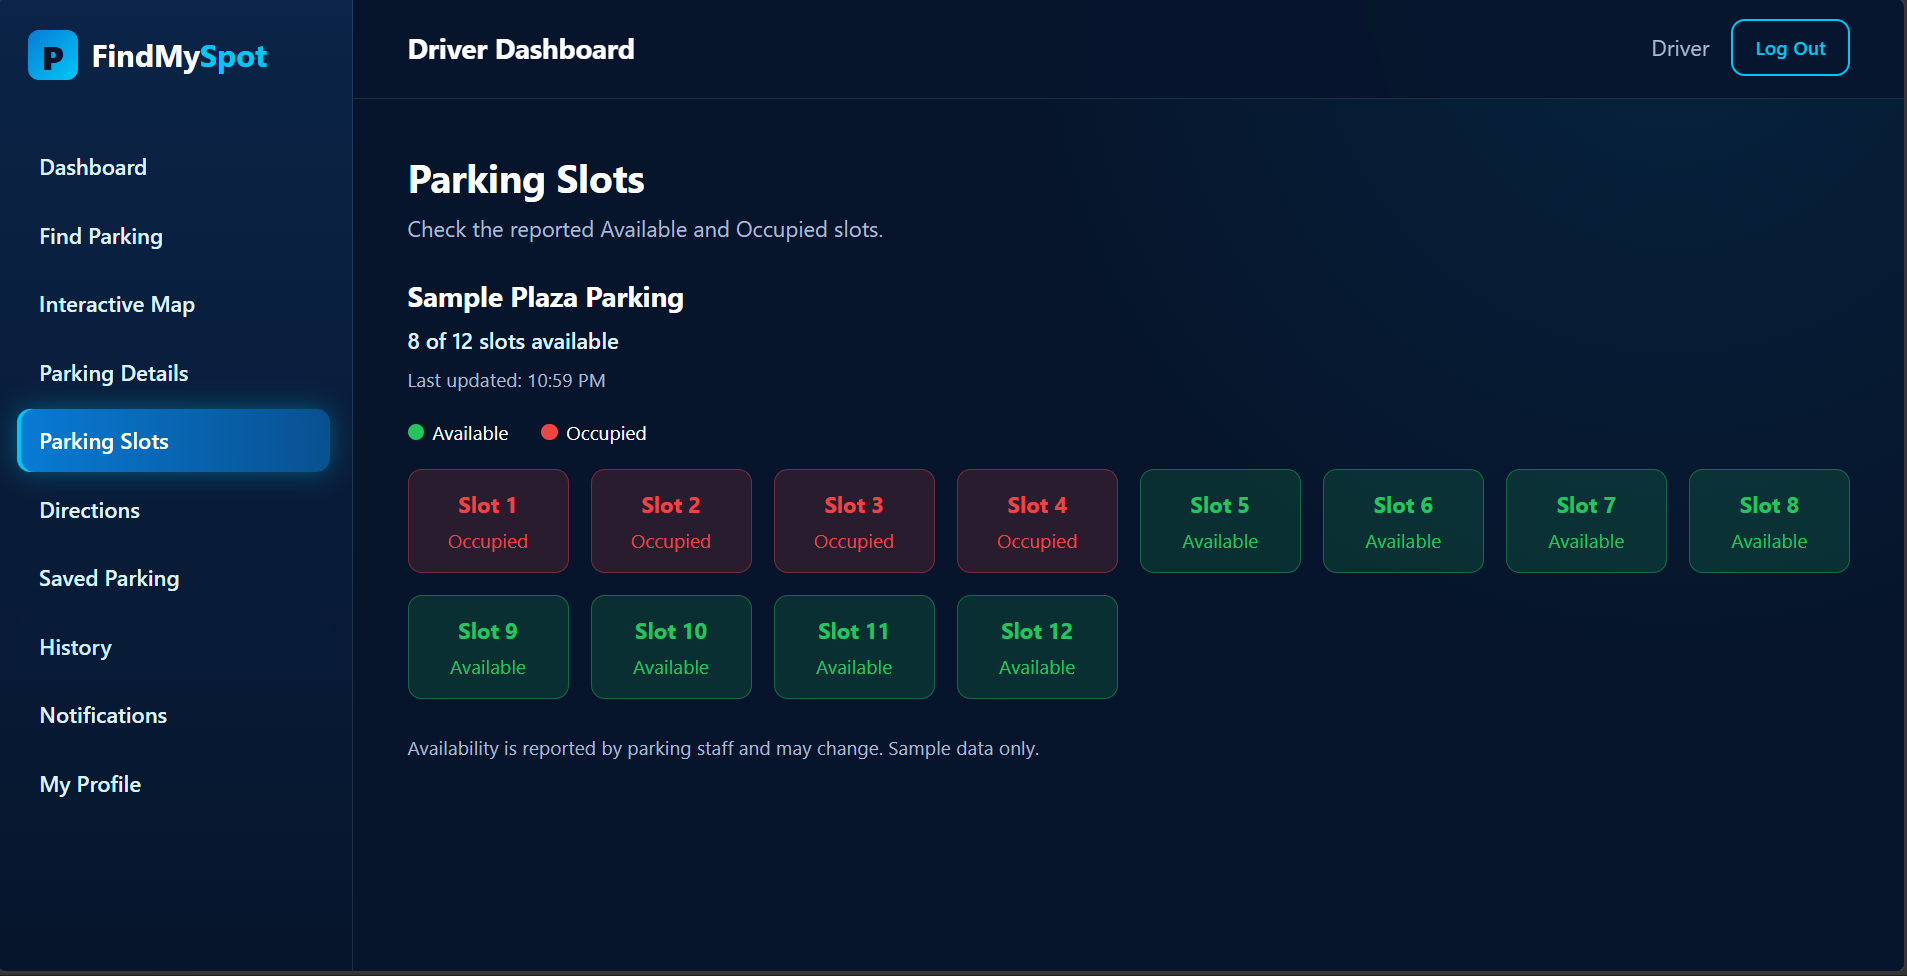 P FindMySpot
Dashboard
Find Parking
Interactive Map
Parking Details
Parking Slots
Directions
Saved Parking
History
Notifications
My Profile
Driver Dashboard
Driver
Log Out
Parking Slots
Check the reported Available and Occupied slots.
Sample Plaza Parking
8 of 12 slots available
Last updated: 10:59 PM
Available
Occupied
Slot 1
Occupied
Slot 2
Occupied
Slot 3
Occupied
Slot 4
Occupied
Slot 5
Available
Slot 6
Available
Slot 7
Available
Slot 8
Available
Slot 9
Available
Slot 10
Available
Slot 11
Available
Slot 12
Available
Availability is reported by parking staff and may change. Sample data only.